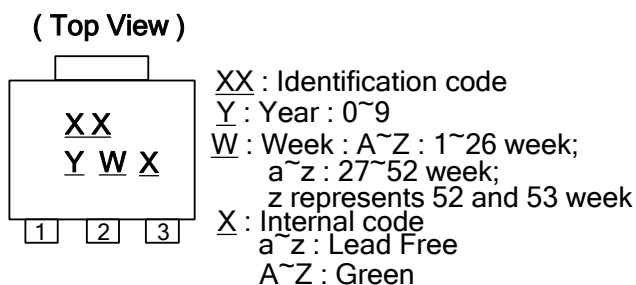 ( Top View )
XX : Identification code
Y : Year : 0~9
W : Week : A~Z : 1~26 week;
a~z : 27~52 week;
z represents 52 and 53 week
X : Internal code
a~z : Lead Free
A~Z : Green
XX
Y W X
1 2 3